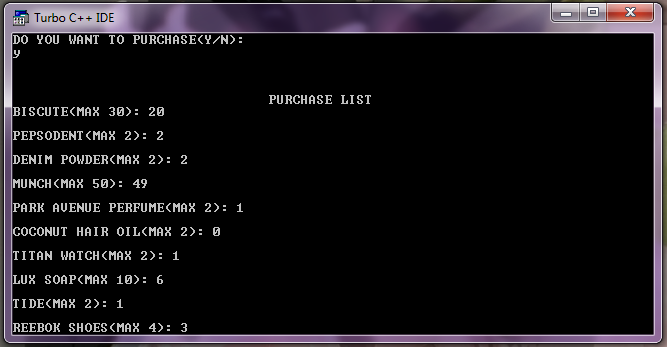 Turbo C++ IDE
DO YOU WANT TO PURCHASE(Y/N):
y
PURCHASE LIST
BISCUTE(MAX 30): 20
PEPSODENT(MAX 2): 2
DENIM POWDER(MAX 2): 2
MUNCH(MAX 50): 49
PARK AVENUE PERFUME(MAX 2): 1
COCONUT HAIR OIL(MAX 2): 0
TITAN WATCH(MAX 2): 1
LUX SOAP(MAX 10): 6
TIDE(MAX 2): 1
REEBOK SHOES(MAX 4): 3